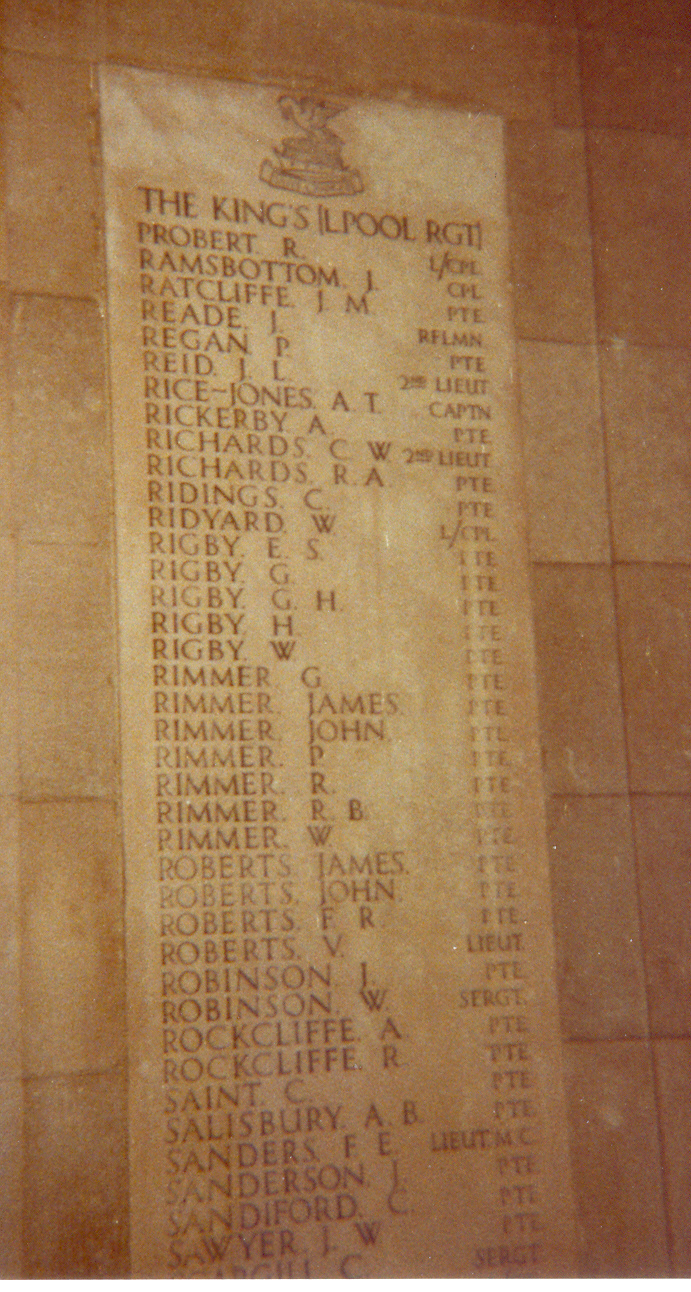 THE KING'S (LPOOL RGT)
PROBERT. R. L/CPL
RAMSBOTTOM. J. CPL
RATCLIFFE. J. M. PTE
READE. J. RFLMN
REGAN. P. PTE
REID. J. L. 2ND LIEUT
RICE-JONES. A. T. CAPTN
RICKERBY. A. PTE
RICHARDS. C. W 2ND LIEUT
RICHARDS. R. A PTE
RIDINGS. C. PTE
RIDYARD. W L/CPL
RIGBY. E. S. PTE
RIGBY. G. PTE
RIGBY. G. H. PTE
RIGBY. H. PTE
RIGBY. W PTE
RIMMER G. PTE
RIMMER. JAMES. PTE
RIMMER. JOHN. PTE
RIMMER. P PTE
RIMMER. R. PTE
RIMMER. R. B. PTE
RIMMER. W. PTE
ROBERTS. JAMES. PTE
ROBERTS. JOHN. PTE
ROBERTS. F. R. PTE
ROBERTS. V. LIEUT.
ROBINSON. J. PTE
ROBINSON. W. SERGT.
ROCKCLIFFE. A. PTE
ROCKCLIFFE. R. PTE
SAINT. C. PTE
SALISBURY. A. B. PTE
SANDERS. F. E. LIEUT M C
SANDERSON. J. PTE
SANDIFORD. C. PTE
SAWYER. J. W PTE
SCARGILL C. SERGT